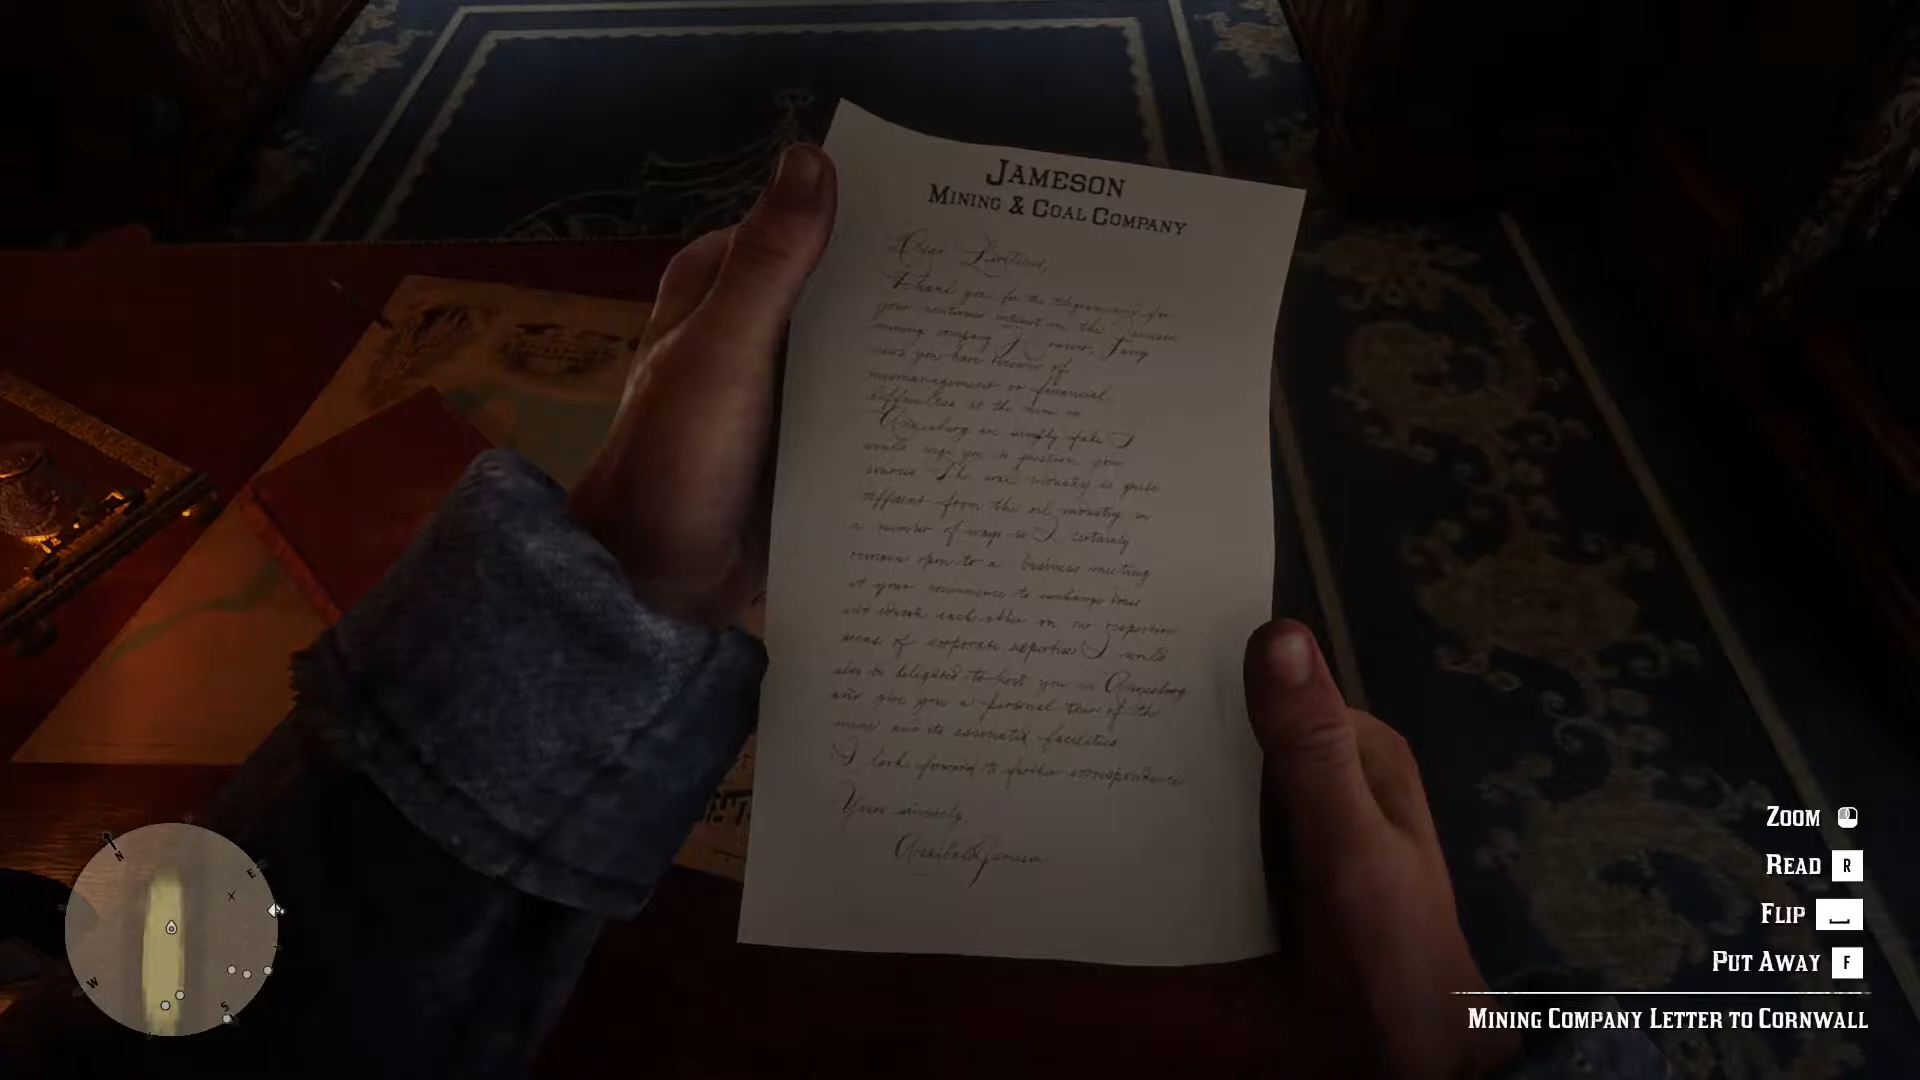 JAMESON
MINING & COAL COMPANY
Dear Leviticus,
Thank you for the telegram and for
your continued interest in the Jameson
mining company. However, I any
news you have received of
mismanagement or financial
difficulties at the mine in
Annesburg are simply false. I
would urge you to question your
sources. The coal industry is quite
different from the oil industry in
a number of ways so I certainly
remain open to a business meeting
at your convenience to exchange ideas
and educate each other on our respective
areas of corporate expertise. I would
also be delighted to host you in Annesburg
and give you a personal tour of the
mine and its associated facilities.
I look forward to further correspondence.
Yours sincerely,
Archibald Jameson
ZOOM
READ R
FLIP
PUT AWAY F
MINING COMPANY LETTER TO CORNWALL
N
E
S
W